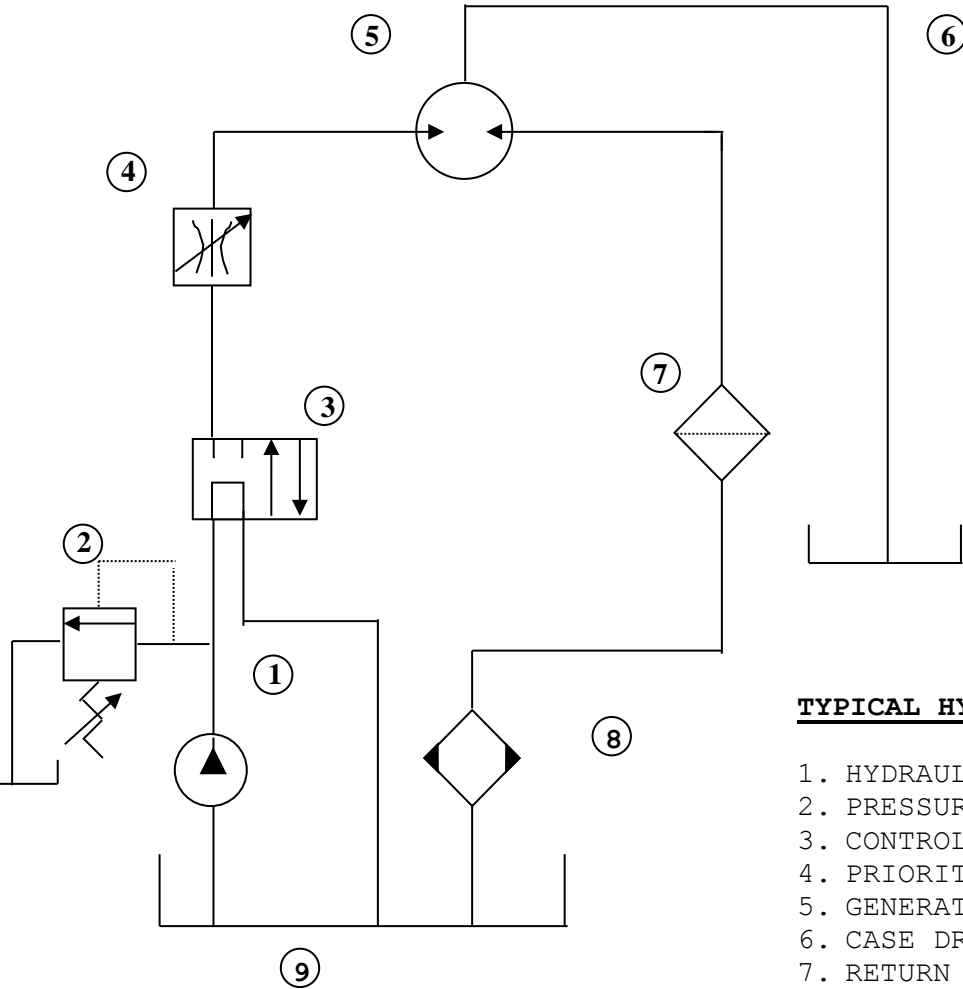 5
6
4
7
3
2
1
8
9
TYPICAL HY
1. HYDRAUL
2. PRESSUR
3. CONTROL
4. PRIORIT
5. GENERAT
6. CASE DR
7. RETURN